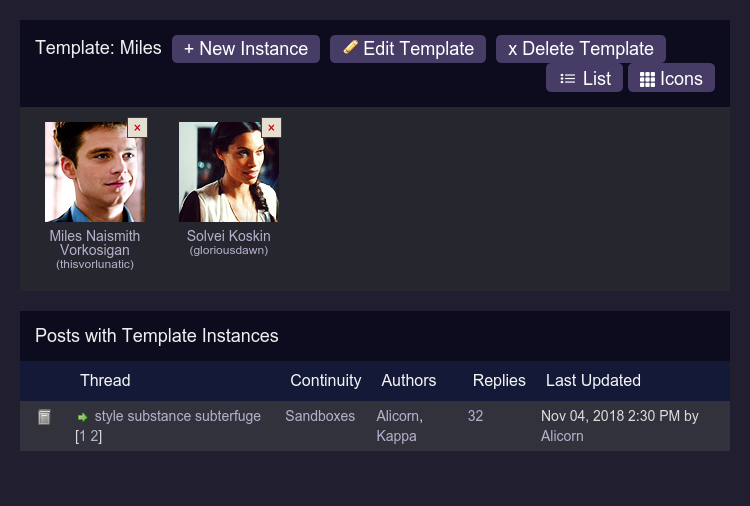 Template: Miles + New Instance Edit Template x Delete Template
List Icons
×
×
Miles Naismith
Vorkosigan
(thisvorlunatic)
Solvei Koskin
(gloriousdawn)
Posts with Template Instances
Thread Continuity Authors Replies Last Updated
style substance subterfuge Sandboxes Alicorn, 32 Nov 04, 2018 2:30 PM by
[1 2] Kappa Alicorn